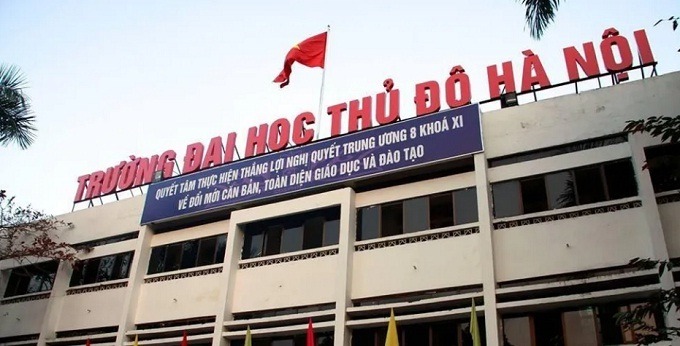 TRƯỜNG ĐẠI HỌC THỦ ĐÔ HÀ NỘI
QUYẾT TÂM THỰC HIỆN THẮNG LỢI NGHỊ QUYẾT TRUNG ƯƠNG 8 KHOÁ XI
VỀ ĐỔI MỚI CĂN BẢN, TOÀN DIỆN GIÁO DỤC VÀ ĐÀO TẠO